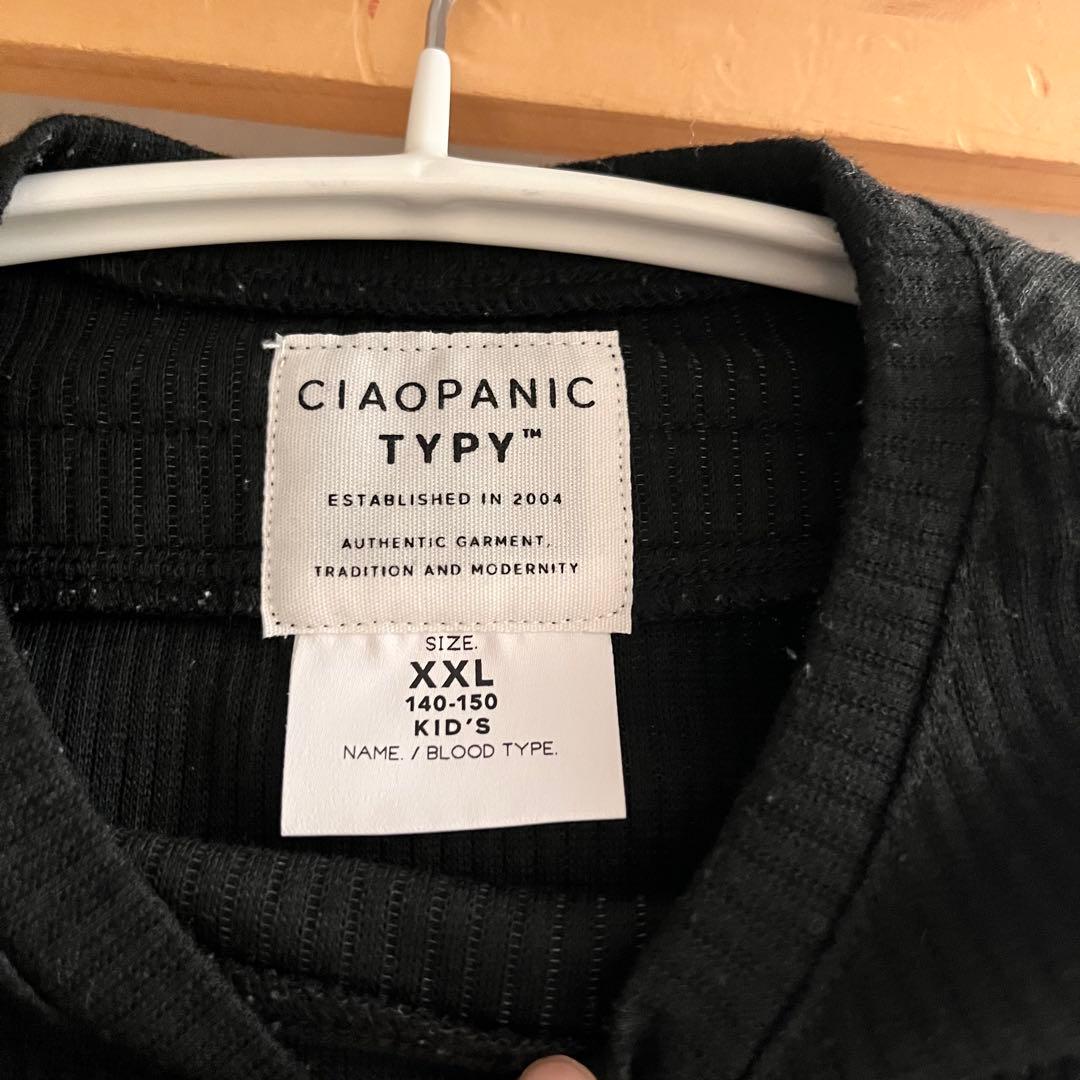 CIAOPANIC
TYPY™
ESTABLISHED IN 2004
AUTHENTIC GARMENT,
TRADITION AND MODERNITY
SIZE.
XXL
140-150
KID'S
NAME. / BLOOD TYPE.